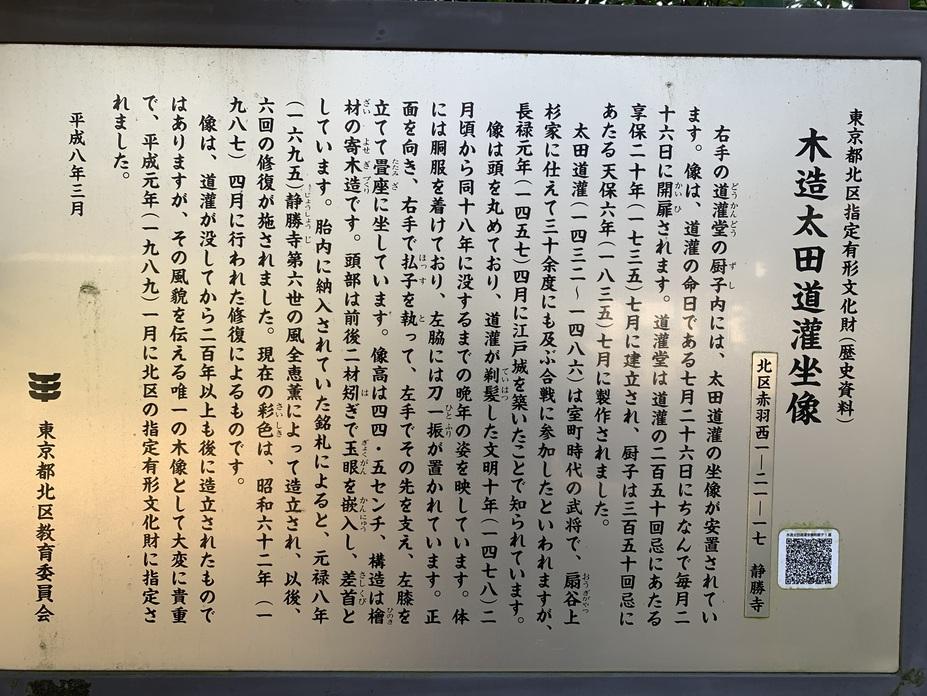 東京都北区指定有形文化財(歴史資料)
木造太田道灌坐像
北区赤羽西一―二一―一七 静勝寺
右手の道灌堂の厨子内には、太田道灌の坐像が安置されてい
ます。像は、道灌の命日である七月二十六日にちなんで毎月二
十六日に開扉されます。道灌堂は道灌の二百五十回忌にあたる
享保二十年(一七三五)七月に建立され、厨子は三百五十回忌に
あたる天保六年(一八三五)七月に製作されました。
太田道灌(一四三二~一四八六)は室町時代の武将で、扇谷上
杉家に仕えて三十余度にも及ぶ合戦に参加したといわれますが、
長禄元年(一四五七)四月に江戸城を築いたことで知られています。
像は頭を丸めており、道灌が剃髪した文明十年(一四七八)二
月頃から同十八年に没するまでの晩年の姿を映しています。体
には胴服を着けており、左脇には刀一振が置かれています。正
面を向き、右手で払子を執って、左手でその先を支え、左膝を
立てて畳座に坐しています。像高は四四・五センチ、構造は檜
材の寄木造です。頭部は前後二材矧ぎで玉眼を嵌入し、差首と
しています。胎内に納入されていた銘札によると、元禄八年
(一六九五)静勝寺第六世の風全恵薫によって造立され、以後、
六回の修復が施されました。現在の彩色は、昭和六十二年(一
九八七)四月に行われた修復によるものです。
像は、道灌が没してから二百年以上も後に造立されたもので
はありますが、その風貌を伝える唯一の木像として大変に貴重
で、平成元年(一九八九)一月に北区の指定有形文化財に指定さ
れました。
平成八年三月
東京都北区教育委員会